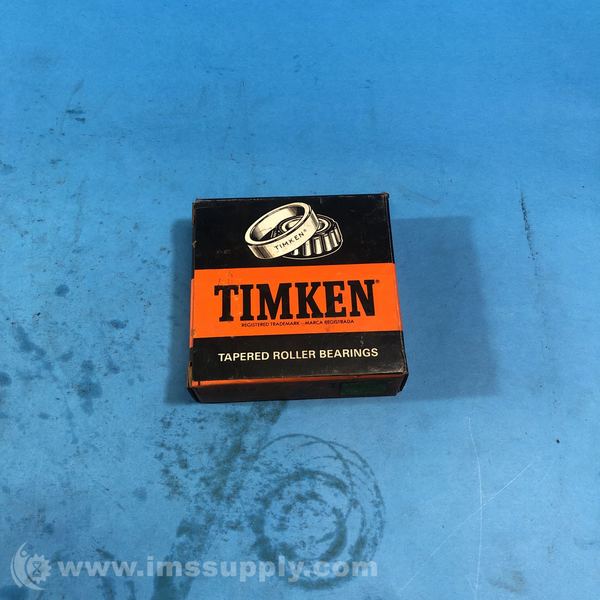 TIMKEN®
TIMKEN®
REGISTERED TRADEMARK - MARCA REGISTRADA
TAPERED ROLLER BEARINGS
www.imssupply.com